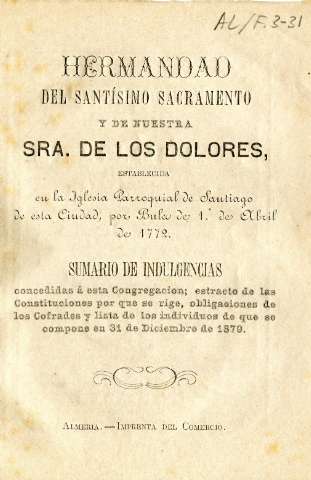 AL/F.3-31
HERMANDAD
DEL SANTÍSIMO SACRAMENTO
Y DE NUESTRA
SRA. DE LOS DOLORES,
ESTABLECIDA
en la Iglesia Parroquial de Santiago
de esta Ciudad, por Bula de 1.º de Abril
de 1772.
SUMARIO DE INDULGENCIAS
concedidas á esta Congregacion; estracto de las
Constituciones por que se rige, obligaciones de
los Cofrades y lista de los individuos de que se
compone en 31 de Diciembre de 1879.
ALMERIA.—IMPRENTA DEL COMERCIO.